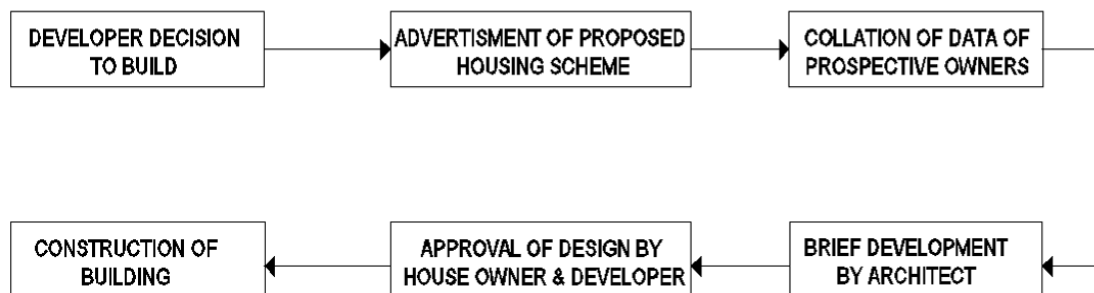 DEVELOPER DECISION
TO BUILD
ADVERTISMENT OF PROPOSED
HOUSING SCHEME
COLLATION OF DATA OF
PROSPECTIVE OWNERS
BRIEF DEVELOPMENT
BY ARCHITECT
APPROVAL OF DESIGN BY
HOUSE OWNER & DEVELOPER
CONSTRUCTION OF
BUILDING